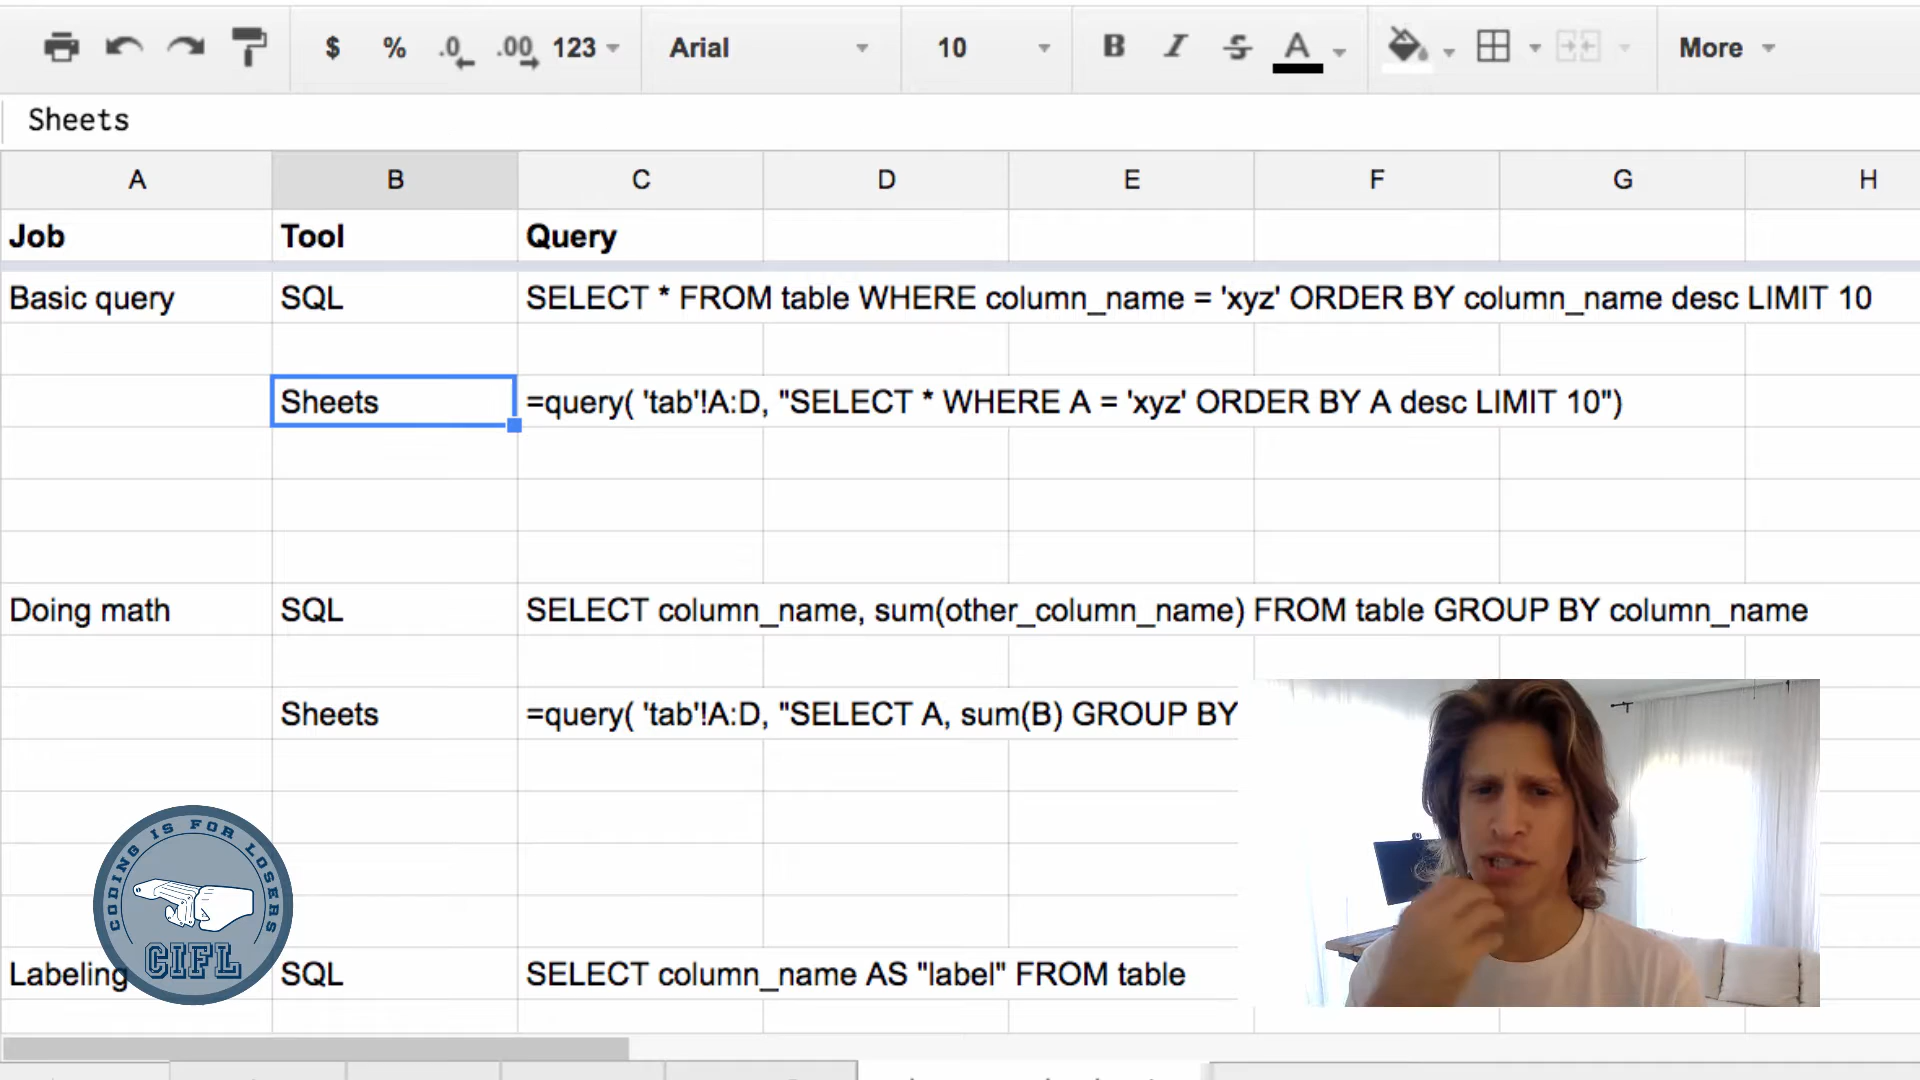 $ % .0 .00 123 Arial 10 B I S A More
Sheets
A B C D E F G H
Job Tool Query
Basic query SQL SELECT * FROM table WHERE column_name = 'xyz' ORDER BY column_name desc LIMIT 10
Sheets =query( 'tab'!A:D, "SELECT * WHERE A = 'xyz' ORDER BY A desc LIMIT 10")
Doing math SQL SELECT column_name, sum(other_column_name) FROM table GROUP BY column_name
Sheets =query( 'tab'!A:D, "SELECT A, sum(B) GROUP BY
CODING IS FOR LOSERS
CIFL
Labeling SQL SELECT column_name AS "label" FROM table